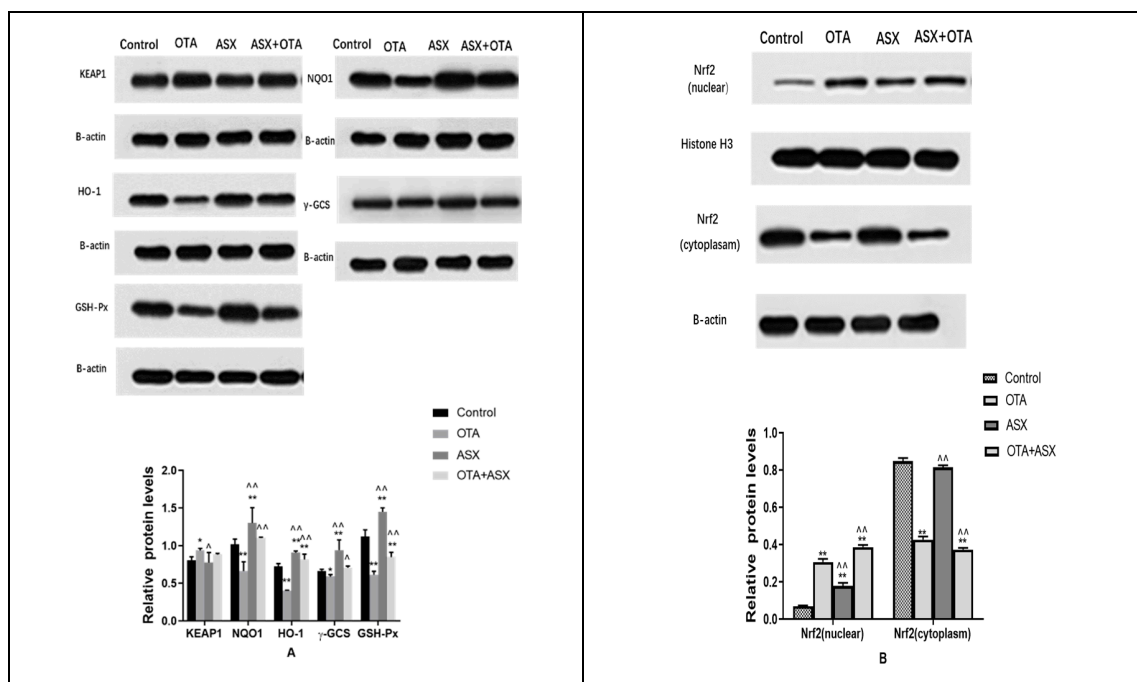 Control OTA ASX ASX+OTA
KEAP1
B-actin
HO-1
B-actin
GSH-Px
B-actin
Control OTA ASX ASX+OTA
NQO1
B-actin
γ-GCS
B-actin
Control
OTA
ASX
OTA+ASX
Relative protein levels
2.0
1.5
1.0
0.5
0.0
* ^
** ^^ ** ^^
** ^^ ** ^^ **
* ^^ ** ^
** ^^ ** ^^ **
KEAP1 NQO1 HO-1 γ-GCS GSH-Px
A
Control OTA ASX ASX+OTA
Nrf2
(nuclear)
Histone H3
Nrf2
(cytoplasam)
B-actin
Control
OTA
ASX
OTA+ASX
Relative protein levels
1.0
0.8
0.6
0.4
0.2
0.0
** ^^ ** ^^ **
** ^^ ^^ **
Nrf2(nuclear) Nrf2(cytoplasm)
B